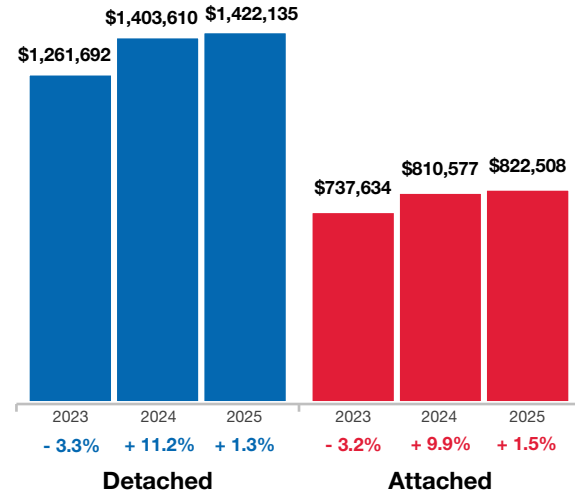 $1,261,692
$1,403,610
$1,422,135
$737,634
$810,577
$822,508
2023 2024 2025 2023 2024 2025
- 3.3% + 11.2% + 1.3% - 3.2% + 9.9% + 1.5%
Detached Attached